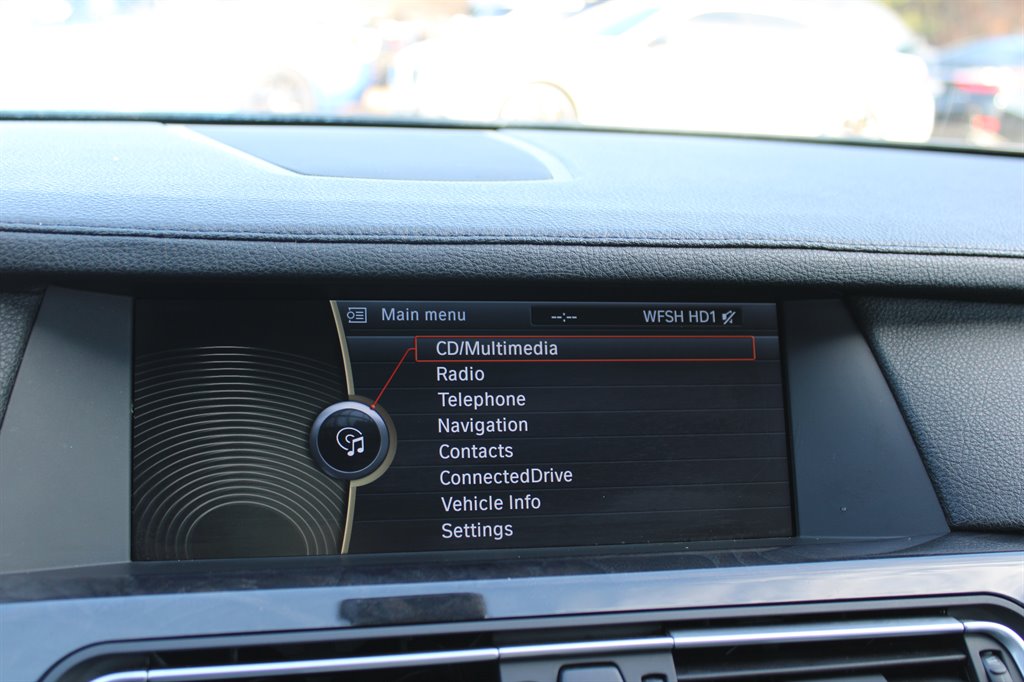 Main menu --:-- WFSH HD1
CD/Multimedia
Radio
Telephone
Navigation
Contacts
ConnectedDrive
Vehicle Info
Settings